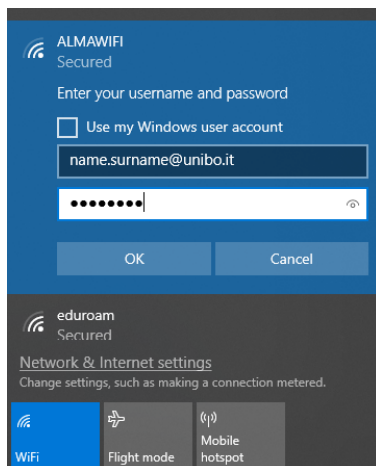 ALMAWIFI
Secured
Enter your username and password
Use my Windows user account
name.surname@unibo.it
••••••••
OK Cancel
eduroam
Secured
Network & Internet settings
Change settings, such as making a connection metered.
WiFi Flight mode Mobile hotspot